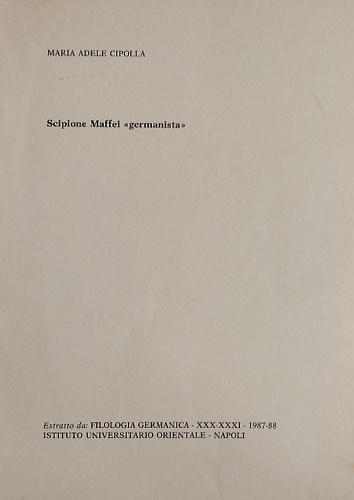 MARIA ADELE CIPOLLA
Scipione Maffei «germanista»
Estratto da: FILOLOGIA GERMANICA - XXX-XXXI - 1987-88
ISTITUTO UNIVERSITARIO ORIENTALE - NAPOLI